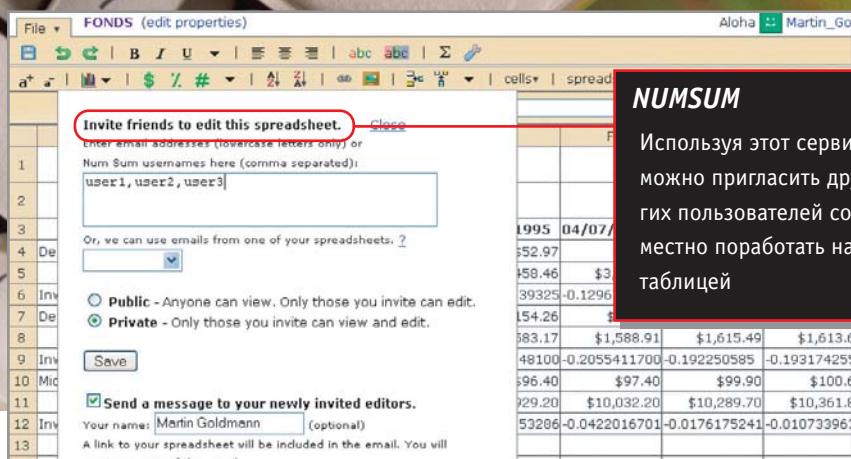 File FONDS (edit properties) Aloha Martin_Go
B I U abc abc Σ
a+ a- $ % # cells spread
NUMSUM
Используя этот серви
можно пригласить дру
гих пользователей со
местно поработать на
таблицей
Invite friends to edit this spreadsheet. Close
Enter email addresses (lowercase letters only) or
Num Sum usernames here (comma separated):
user1,user2,user3
Or, we can use emails from one of your spreadsheets. ?
Public - Anyone can view. Only those you invite can edit.
Private - Only those you invite can view and edit.
Save
Send a message to your newly invited editors.
Your name: Martin Goldmann (optional)
A link to your spreadsheet will be included in the email. You will
F
1
2
3 1995 04/07/
4 De $52.97
5 458.46 $3,
6 Inv 39325 -0.1296
7 De 154.26 $
8 583.17 $1,588.91 $1,615.49 $1,613.6
9 Inv 48100 -0.2055411700 -0.192250585 -0.193174255
10 Mic $96.40 $97.40 $99.90 $100.6
11 929.20 $10,032.20 $10,289.70 $10,361.8
12 Inv 53286 -0.0422016701 -0.0176175241 -0.010733963
13